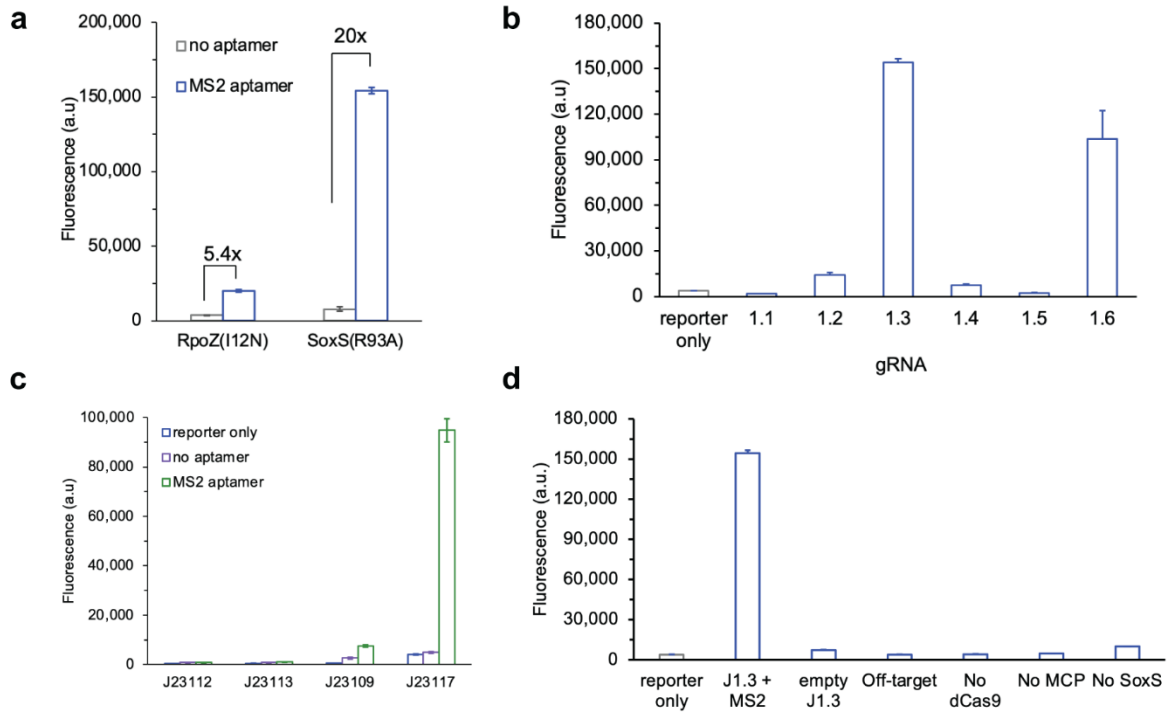 a
Fluorescence (a.u)
200,000
150,000
100,000
50,000
0
no aptamer
MS2 aptamer
5.4x
20x
RpoZ(I12N)
SoxS(R93A)
b
Fluorescence (a.u)
180,000
150,000
120,000
90,000
60,000
30,000
0
reporter only
1.1
1.2
1.3
1.4
1.5
1.6
gRNA
c
Fluorescence (a.u)
100,000
80,000
60,000
40,000
20,000
0
reporter only
no aptamer
MS2 aptamer
J23112
J23113
J23109
J23117
d
Fluorescence (a.u.)
180,000
150,000
120,000
90,000
60,000
30,000
0
reporter only
J1.3 + MS2
empty J1.3
Off-target
No dCas9
No MCP
No SoxS